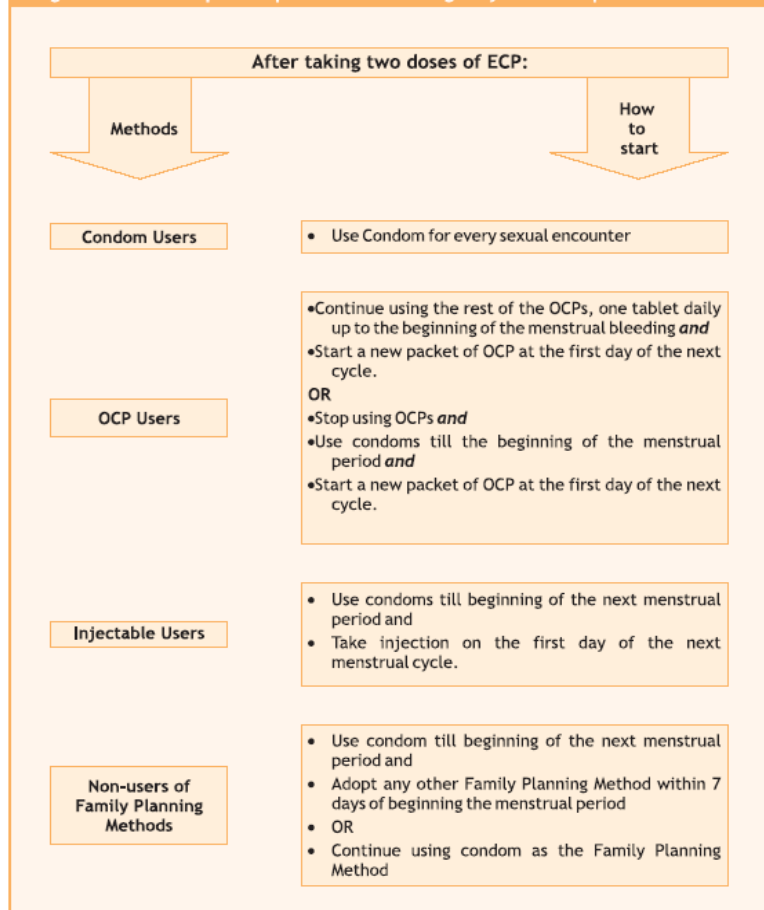 After taking two doses of ECP:
Methods
How
to
start
Condom Users
• Use Condom for every sexual encounter
OCP Users
•Continue using the rest of the OCPs, one tablet daily
up to the beginning of the menstrual bleeding and
•Start a new packet of OCP at the first day of the next
cycle.
OR
•Stop using OCPs and
•Use condoms till the beginning of the menstrual
period and
•Start a new packet of OCP at the first day of the next
cycle.
Injectable Users
• Use condoms till beginning of the next menstrual
period and
• Take injection on the first day of the next
menstrual cycle.
Non-users of
Family Planning
Methods
• Use condom till beginning of the next menstrual
period and
• Adopt any other Family Planning Method within 7
days of beginning the menstrual period
• OR
• Continue using condom as the Family Planning
Method